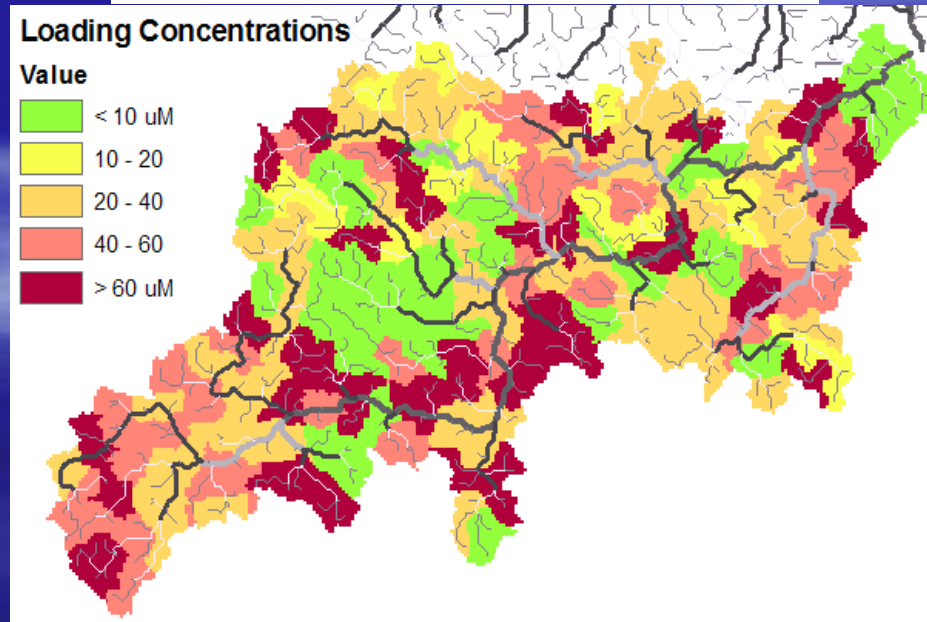 Loading Concentrations
Value
< 10 uM
10 - 20
20 - 40
40 - 60
> 60 uM